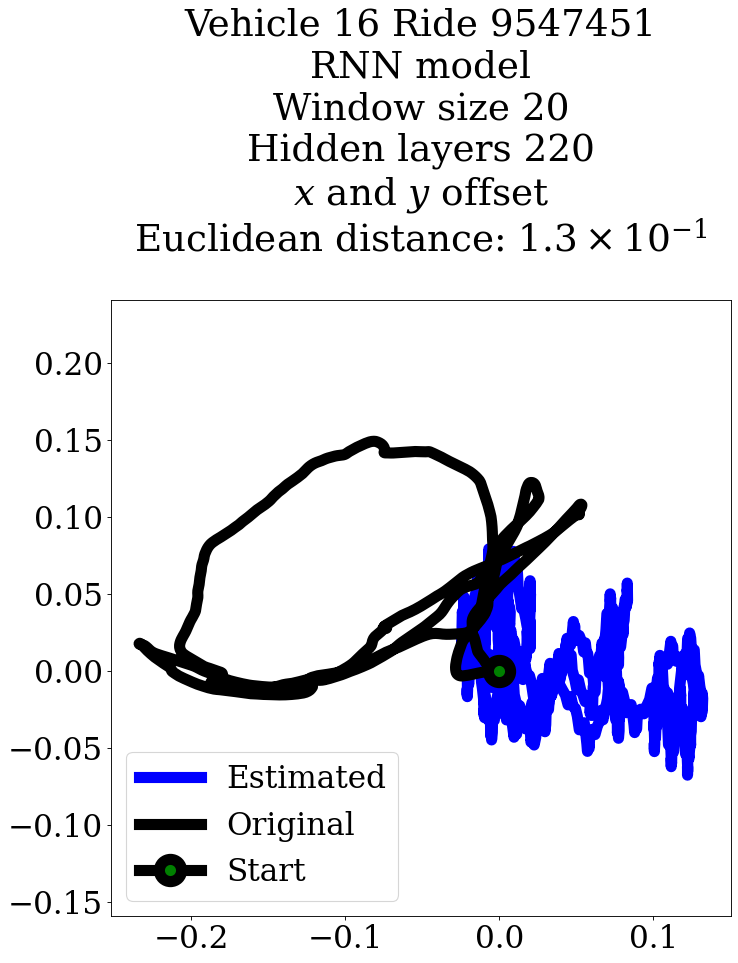 Vehicle 16 Ride 9547451
RNN model
Window size 20
Hidden layers 220
x and y offset
Euclidean distance: 1.3 × 10⁻¹
0.20
0.15
0.10
0.05
0.00
−0.05
−0.10
−0.15
Estimated
Original
Start
−0.2 −0.1 0.0 0.1